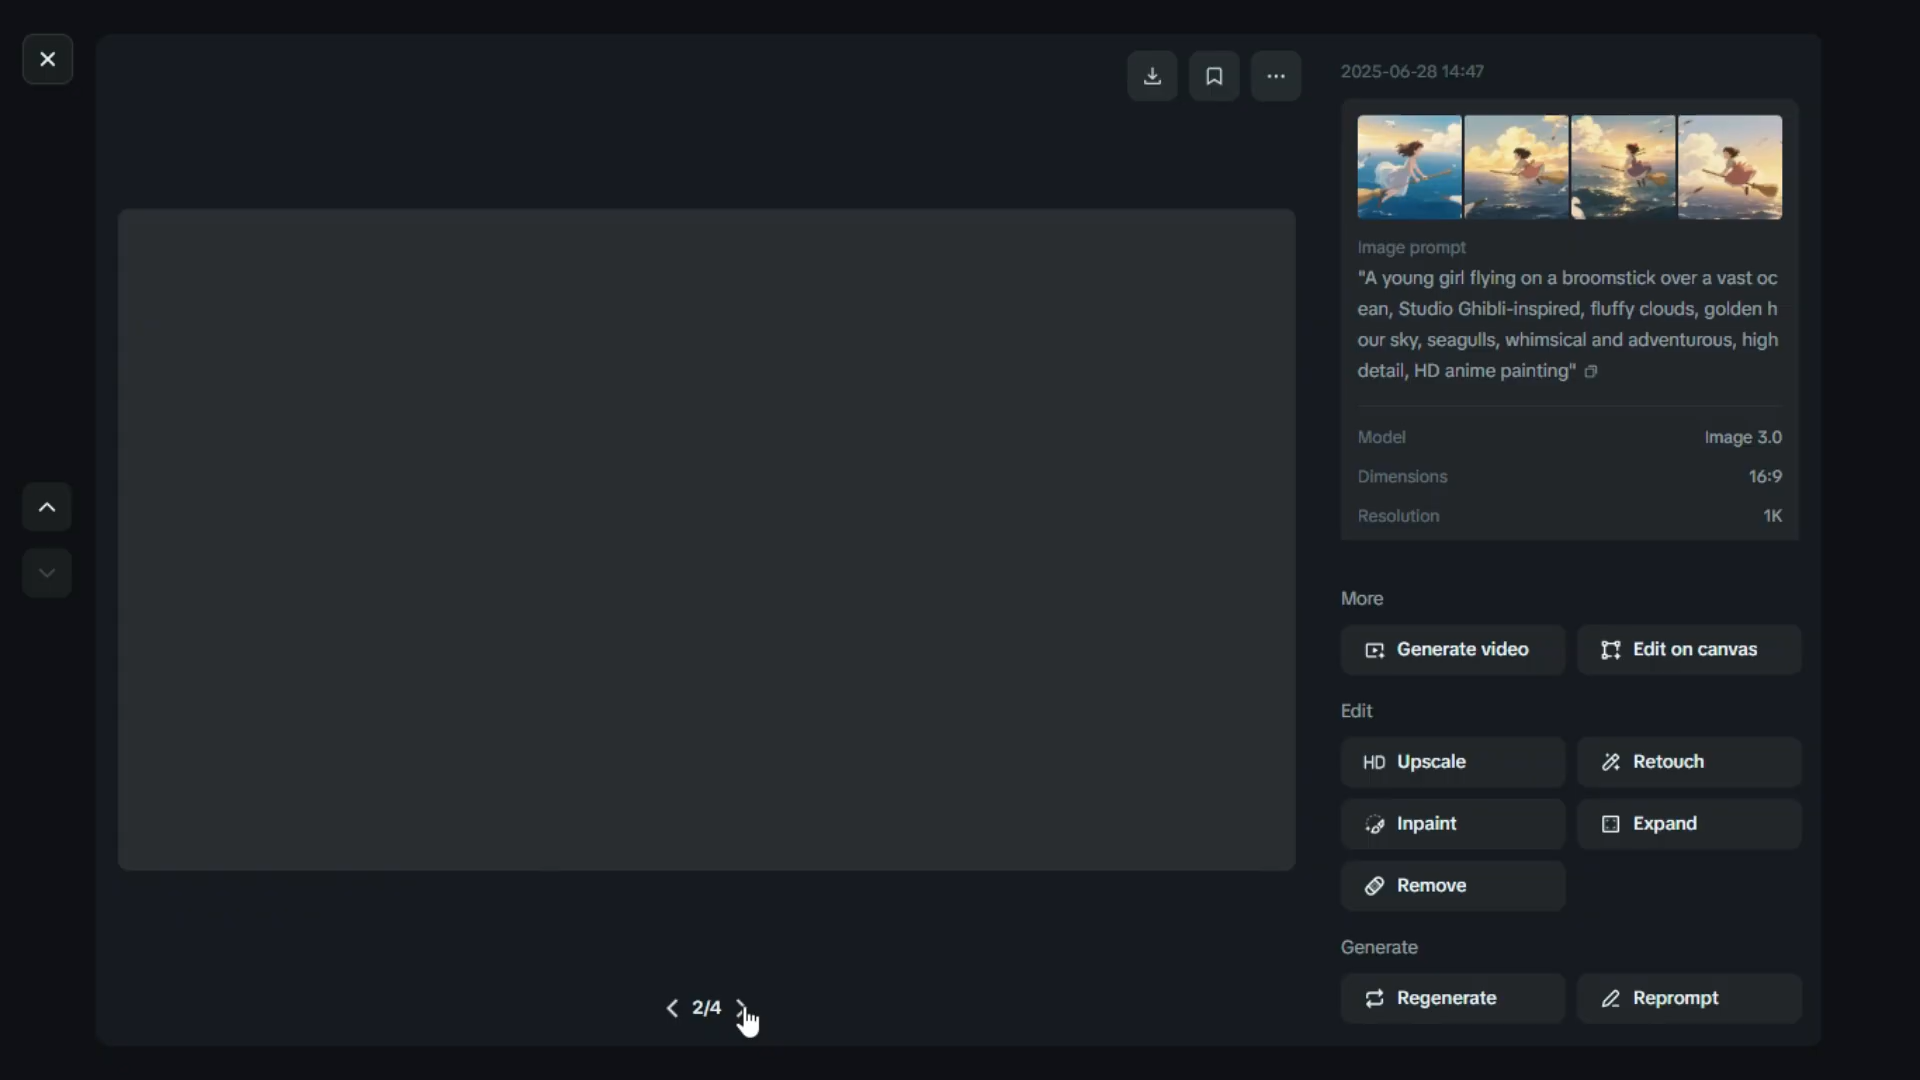 2025-06-28 14:47
Image prompt
"A young girl flying on a broomstick over a vast oc
ean, Studio Ghibli-inspired, fluffy clouds, golden h
our sky, seagulls, whimsical and adventurous, high
detail, HD anime painting"
Model Image 3.0
Dimensions 16:9
Resolution 1K
More
Generate video Edit on canvas
Edit
HD Upscale Retouch
Inpaint Expand
Remove
Generate
2/4 Regenerate Reprompt